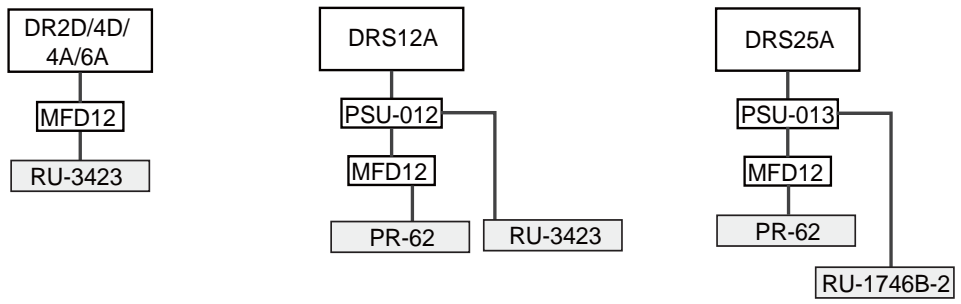 DR2D/4D/
4A/6A
MFD12
RU-3423
DRS12A
PSU-012
MFD12
PR-62
RU-3423
DRS25A
PSU-013
MFD12
PR-62
RU-1746B-2